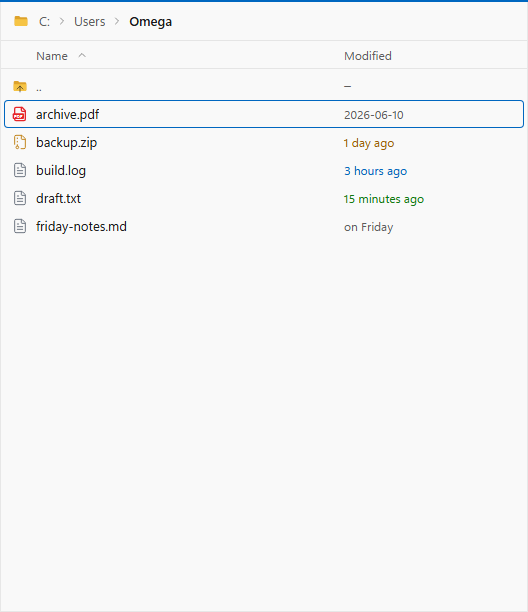 C: Users Omega
Name Modified
.. –
archive.pdf 2026-06-10
backup.zip 1 day ago
build.log 3 hours ago
draft.txt 15 minutes ago
friday-notes.md on Friday